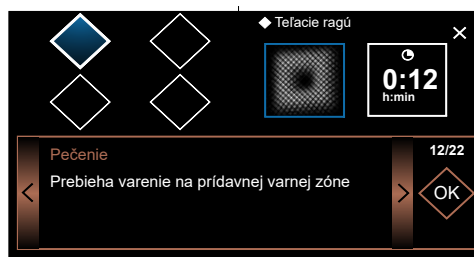 Teľacie ragú
0:12
h:min
Pečenie
12/22
Prebieha varenie na prídavnej varnej zóne
OK